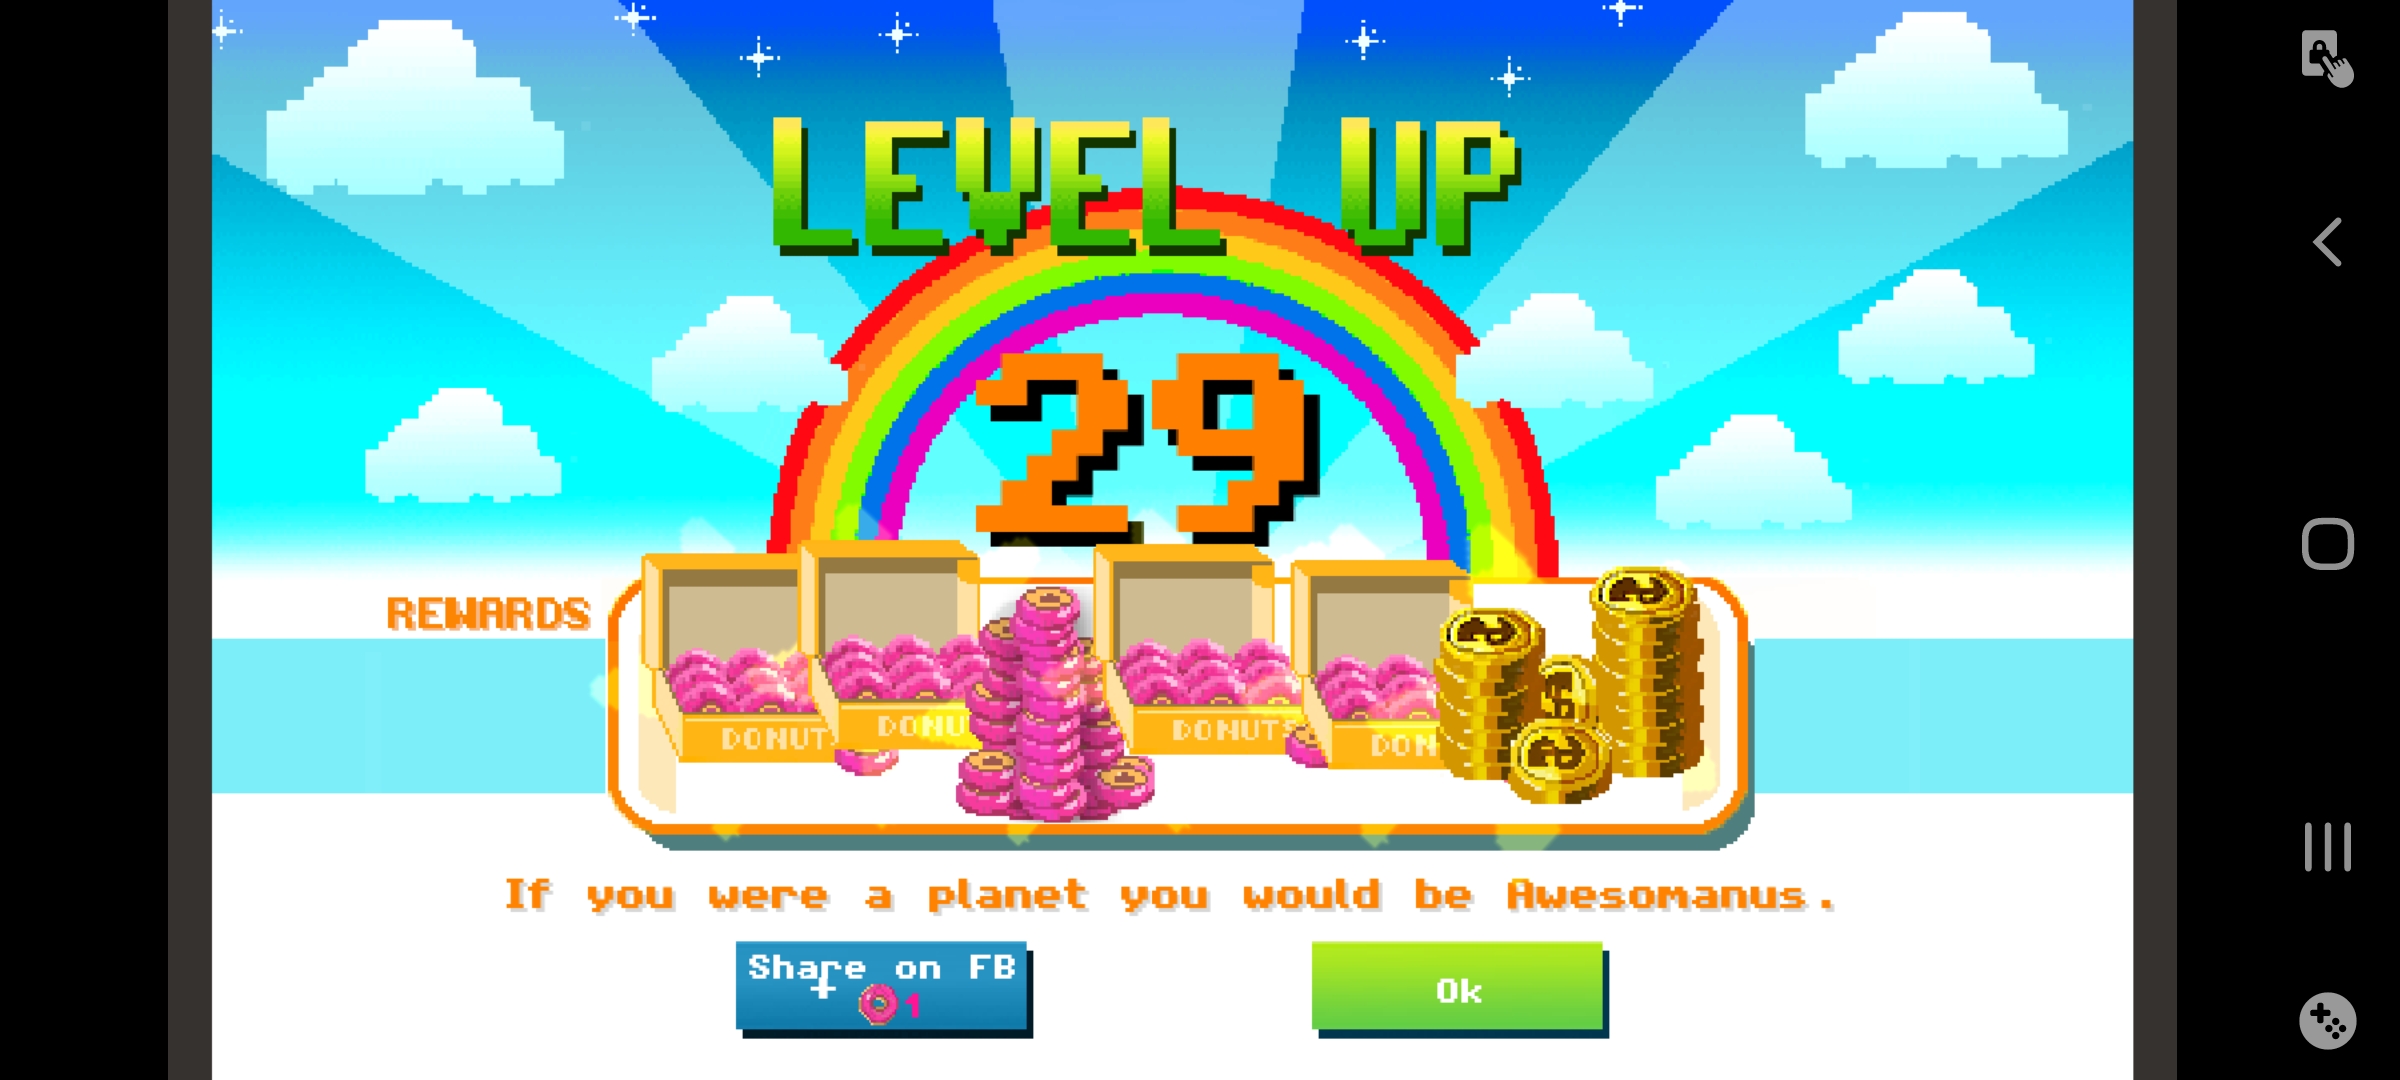 LEVEL UP
29
REWARDS
DONUT
DONU
DONUTS
DON
If you were a planet you would be Awesomanus.
Share on FB
+ 1
Ok